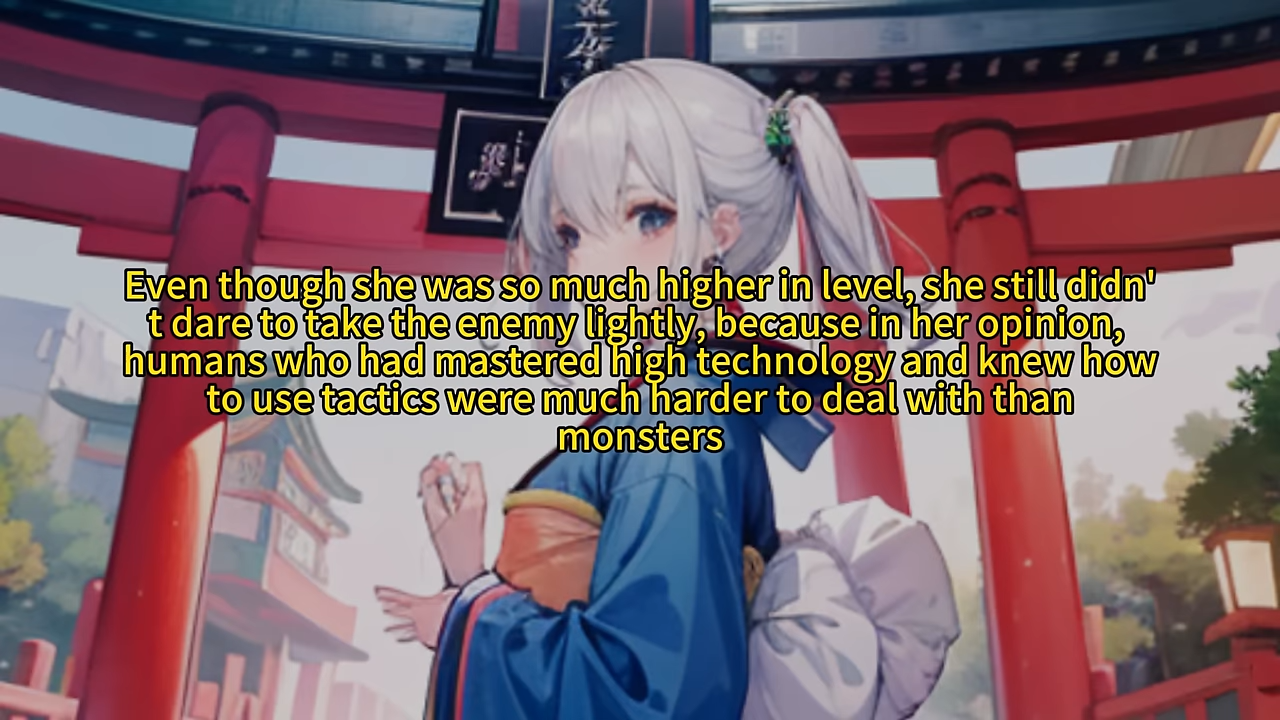 Even though she was so much higher in level, she still didn'
t dare to take the enemy lightly, because in her opinion,
humans who had mastered high technology and knew how
to use tactics were much harder to deal with than
monsters